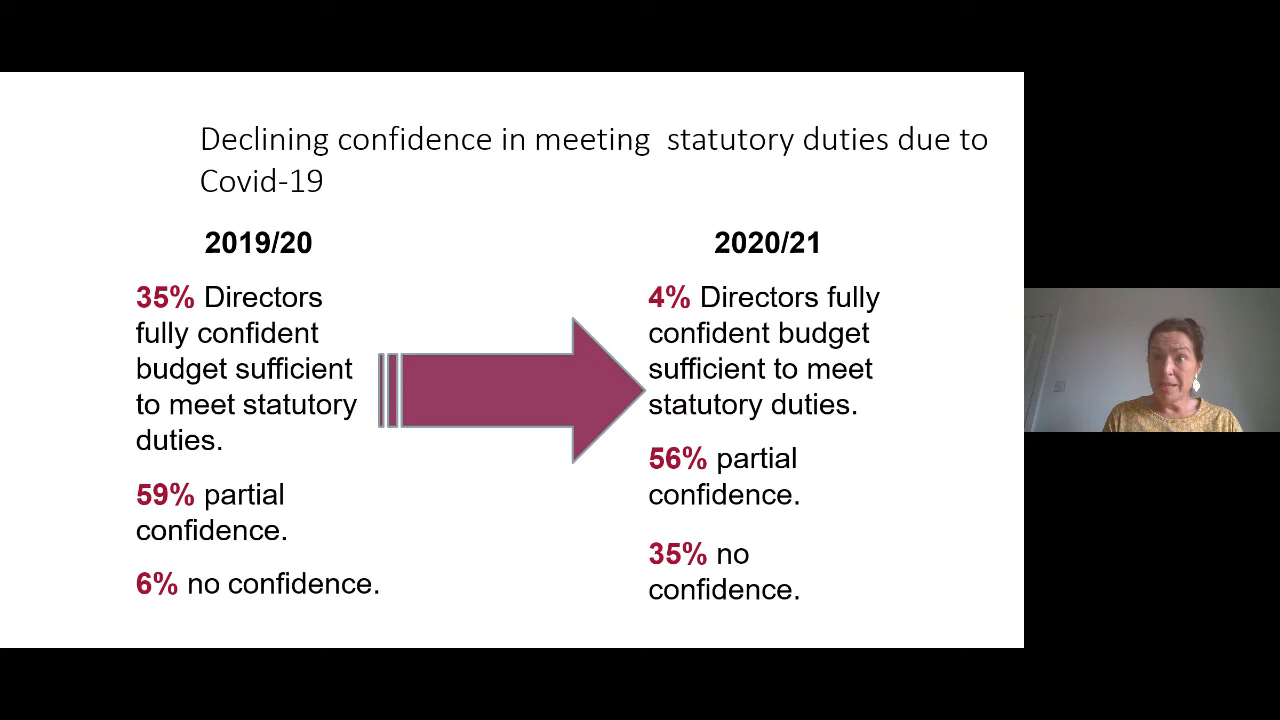 Declining confidence in meeting  statutory duties due to
Covid-19
2019/20
35% Directors
fully confident
budget sufficient
to meet statutory
duties.
59% partial
confidence.
6% no confidence.
2020/21
4% Directors fully
confident budget
sufficient to meet
statutory duties.
56% partial
confidence.
35% no
confidence.